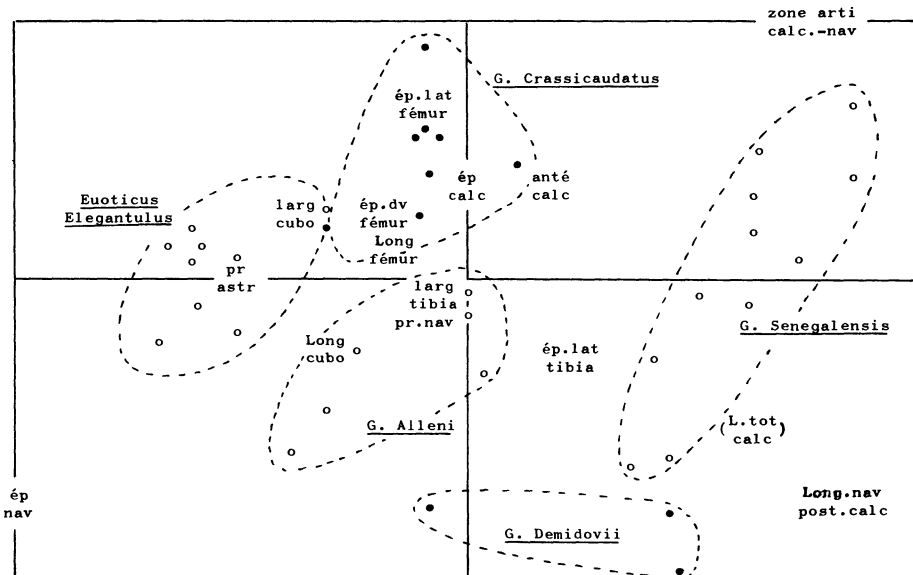 zone arti
calc.-nav
G. Crassicaudatus
ép.lat
fémur
ép
calc
anté
calc
Euoticus
Elegantulus
larg
cubo
ép.dv
fémur
Long
fémur
pr
astr
larg
tibia
pr.nav
G. Senegalensis
Long
cubo
ép.lat
tibia
G. Alleni
(L.tot)
calc
ép
nav
Long.nav
post.calc
G. Demidovii